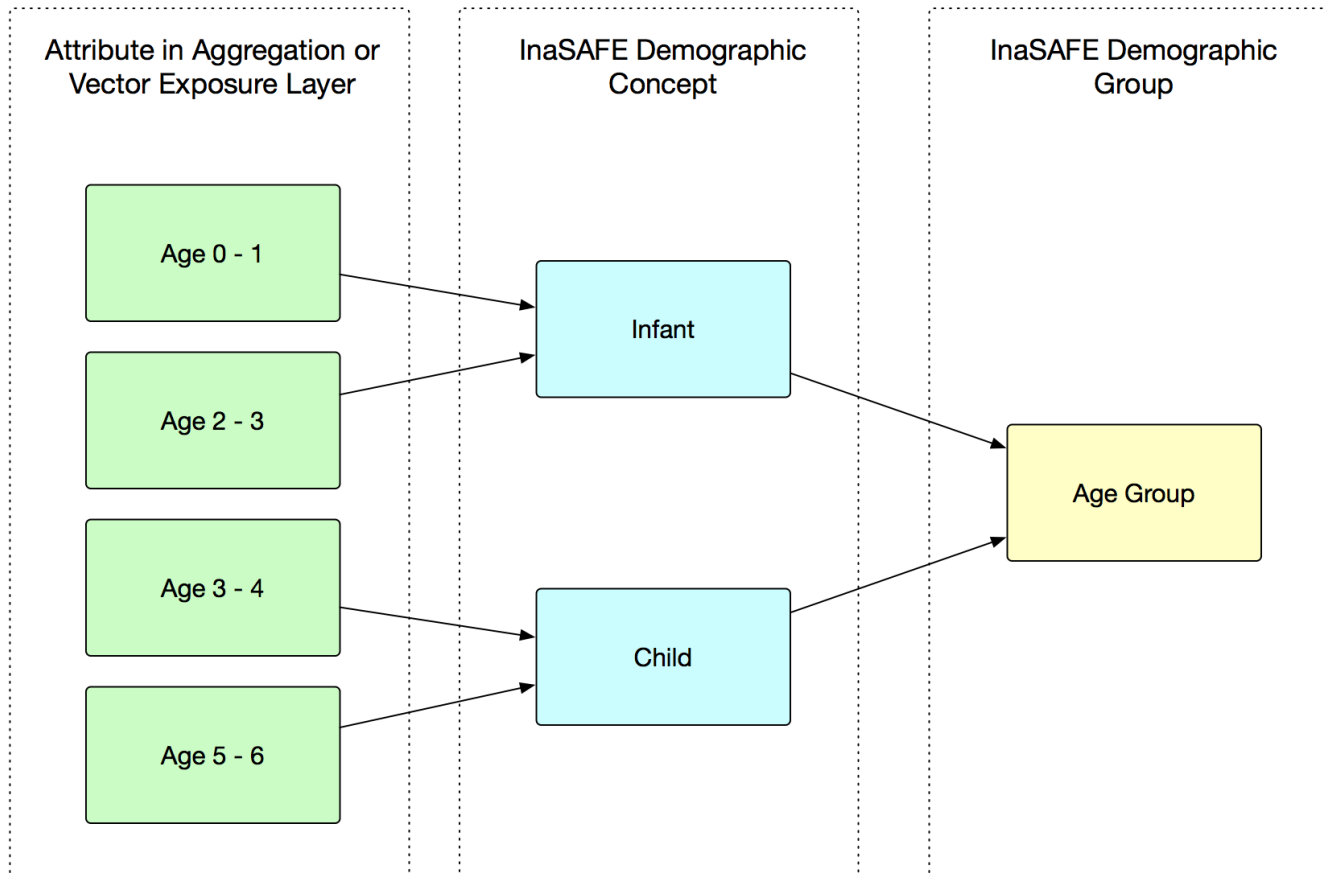 Attribute in Aggregation or
Vector Exposure Layer
InaSAFE Demographic
Concept
InaSAFE Demographic
Group
Age 0 - 1
Age 2 - 3
Age 3 - 4
Age 5 - 6
Infant
Child
Age Group